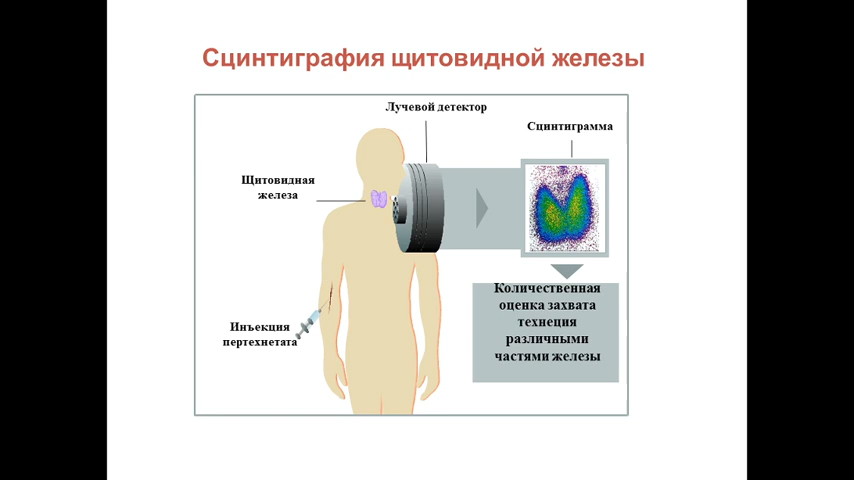 Сцинтиграфия щитовидной железы
Лучевой детектор
Сцинтиграмма
Щитовидная
железа
Инъекция
пертехнетата
Количественная
оценка захвата
технеция
различными
частями железы